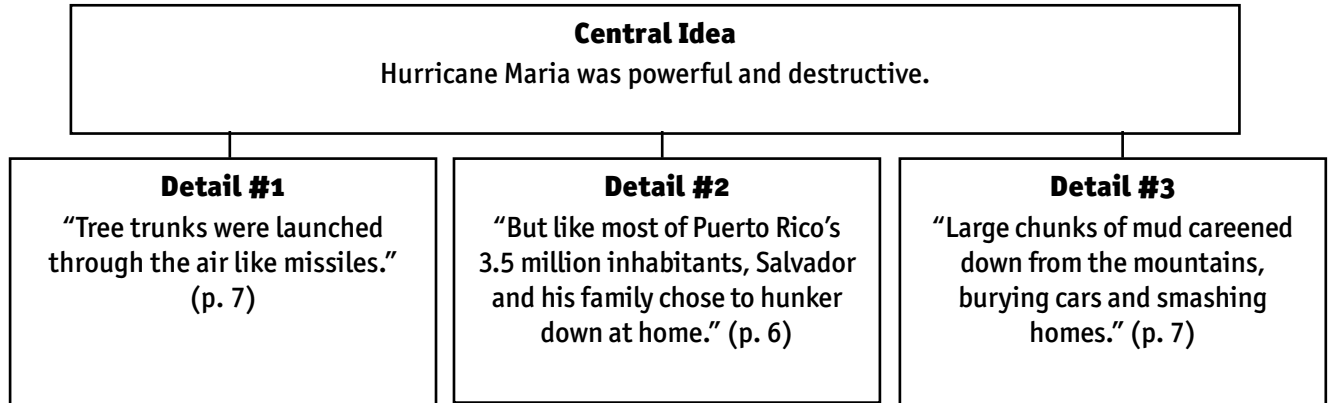 Central Idea
Hurricane Maria was powerful and destructive.
Detail #1
“Tree trunks were launched
through the air like missiles.”
(p. 7)
Detail #2
“But like most of Puerto Rico’s
3.5 million inhabitants, Salvador
and his family chose to hunker
down at home.” (p. 6)
Detail #3
“Large chunks of mud careened
down from the mountains,
burying cars and smashing
homes.” (p. 7)